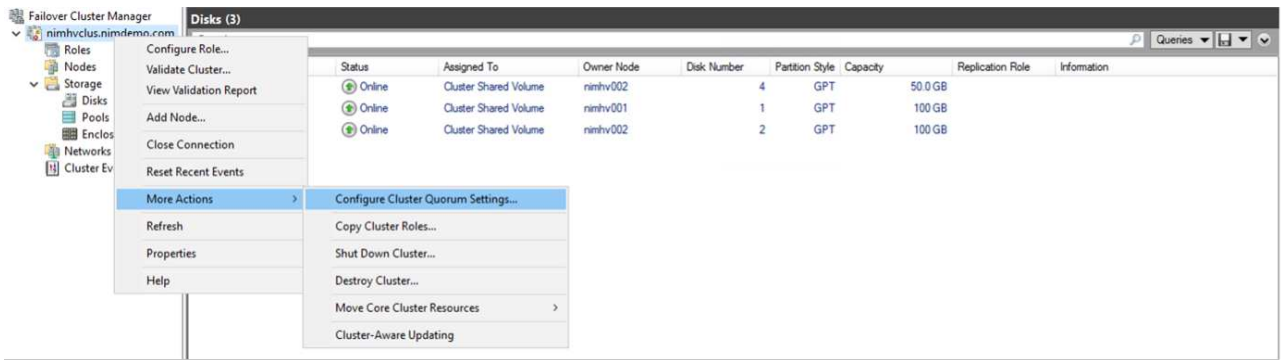 Failover Cluster Manager
nimhvclus.nimdemo.com
Roles
Nodes
Storage
Disks
Pools
Enclos
Networks
Cluster Ev
Configure Role...
Validate Cluster...
View Validation Report
Add Node...
Close Connection
Reset Recent Events
More Actions
Refresh
Properties
Help
Configure Cluster Quorum Settings...
Copy Cluster Roles...
Shut Down Cluster...
Destroy Cluster...
Move Core Cluster Resources
Cluster-Aware Updating
Disks (3)
Queries
Status Assigned To Owner Node Disk Number Partition Style Capacity Replication Role Information
Online Cluster Shared Volume nimhv002 4 GPT 50.0 GB
Online Cluster Shared Volume nimhv001 1 GPT 100 GB
Online Cluster Shared Volume nimhv002 2 GPT 100 GB